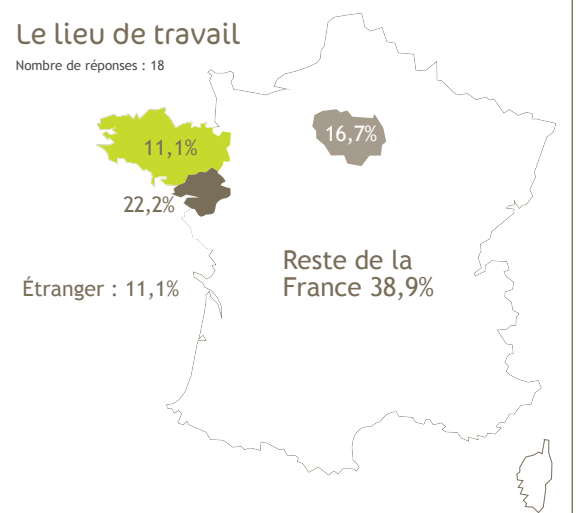 Le lieu de travail
Nombre de réponses : 18
16,7%
11,1%
22,2%
Reste de la
France 38,9%
Étranger : 11,1%